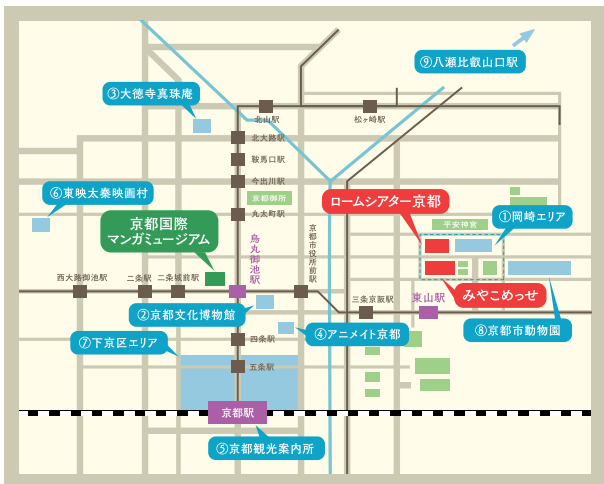 ⑨八瀬比叡山口駅
③大徳寺真珠庵
北山駅
松ヶ崎駅
北大路駅
鞍馬口駅
今出川駅
⑥東映太秦映画村
京都御所
ロームシアター京都
丸太町駅
①岡崎エリア
京都国際
マンガミュージアム
平安神宮
烏丸御池駅
京都市役所前駅
西大路御池駅
二条駅
二条城前駅
みやこめっせ
三条京阪駅
東山駅
②京都文化博物館
④アニメイト京都
⑧京都市動物園
⑦下京区エリア
四条駅
五条駅
京都駅
⑤京都観光案内所